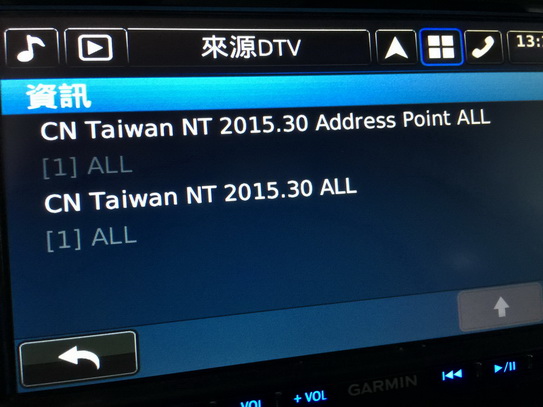 來源DTV
資訊
CN Taiwan NT 2015.30 Address Point ALL
[1] ALL
CN Taiwan NT 2015.30 ALL
[1] ALL
VOL
+ VOL
GARMIN